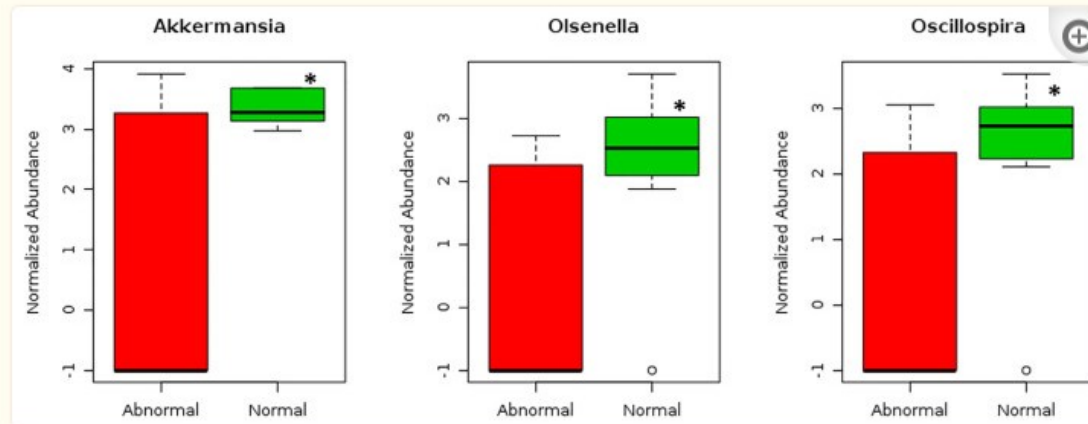 Akkermansia
Olsenella
Oscillospira
Normalized Abundance
4
3
2
1
0
-1
*
Abnormal
Normal
Normalized Abundance
3
2
1
0
-1
*
Abnormal
Normal
Normalized Abundance
3
2
1
0
-1
*
Abnormal
Normal